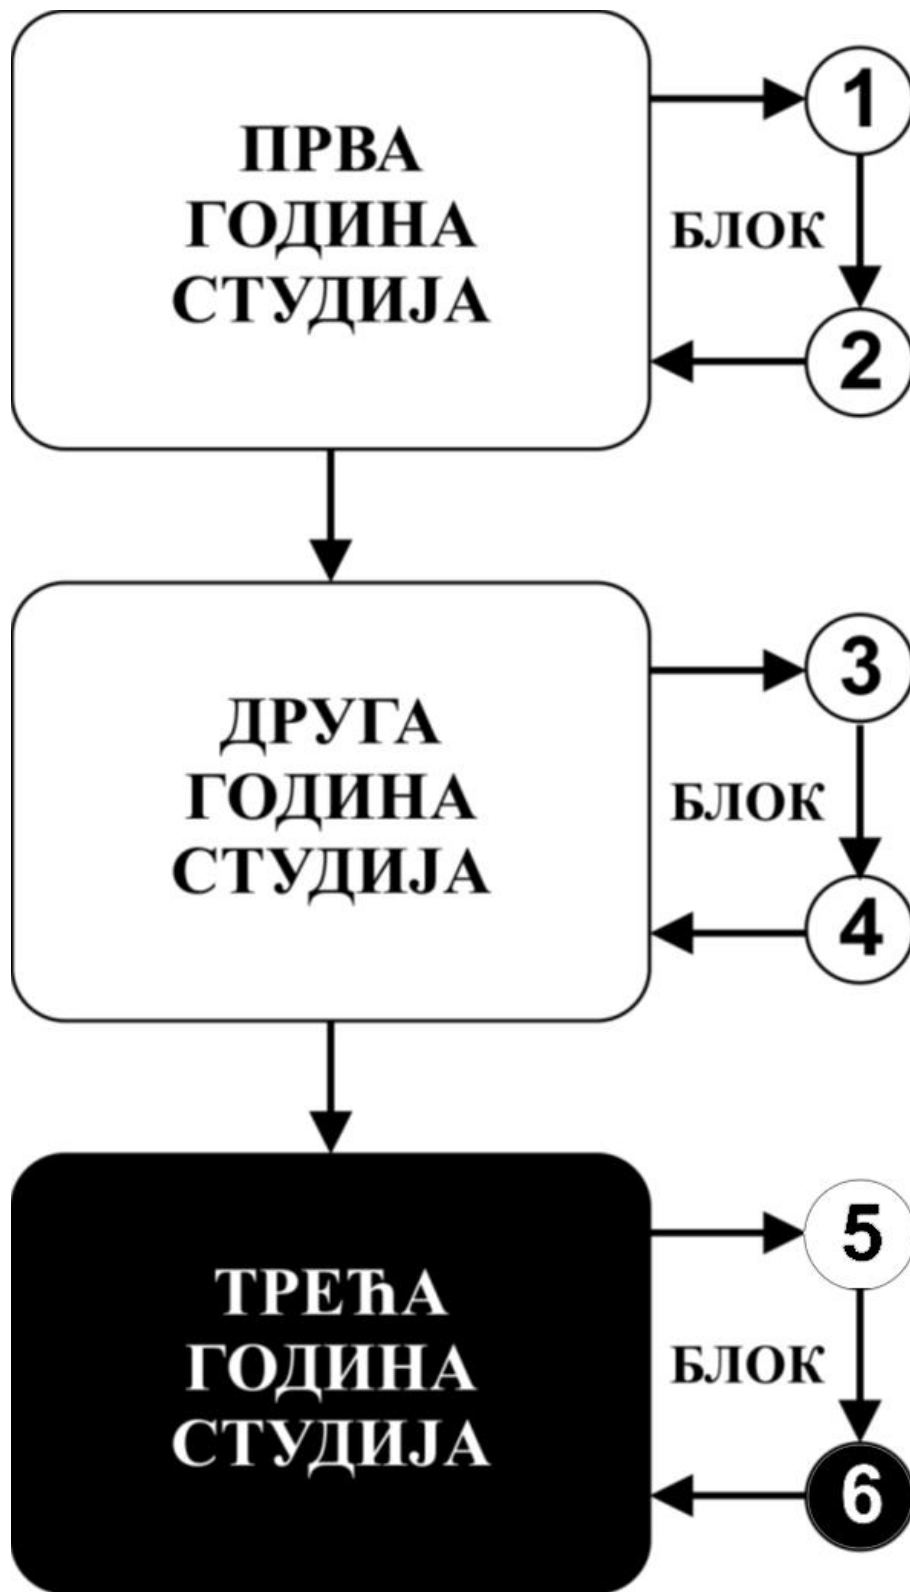 ПРВА
ГОДИНА
СТУДИЈА
1
БЛОК
2
ДРУГА
ГОДИНА
СТУДИЈА
3
БЛОК
4
ТРЕЋА
ГОДИНА
СТУДИЈА
5
БЛОК
6